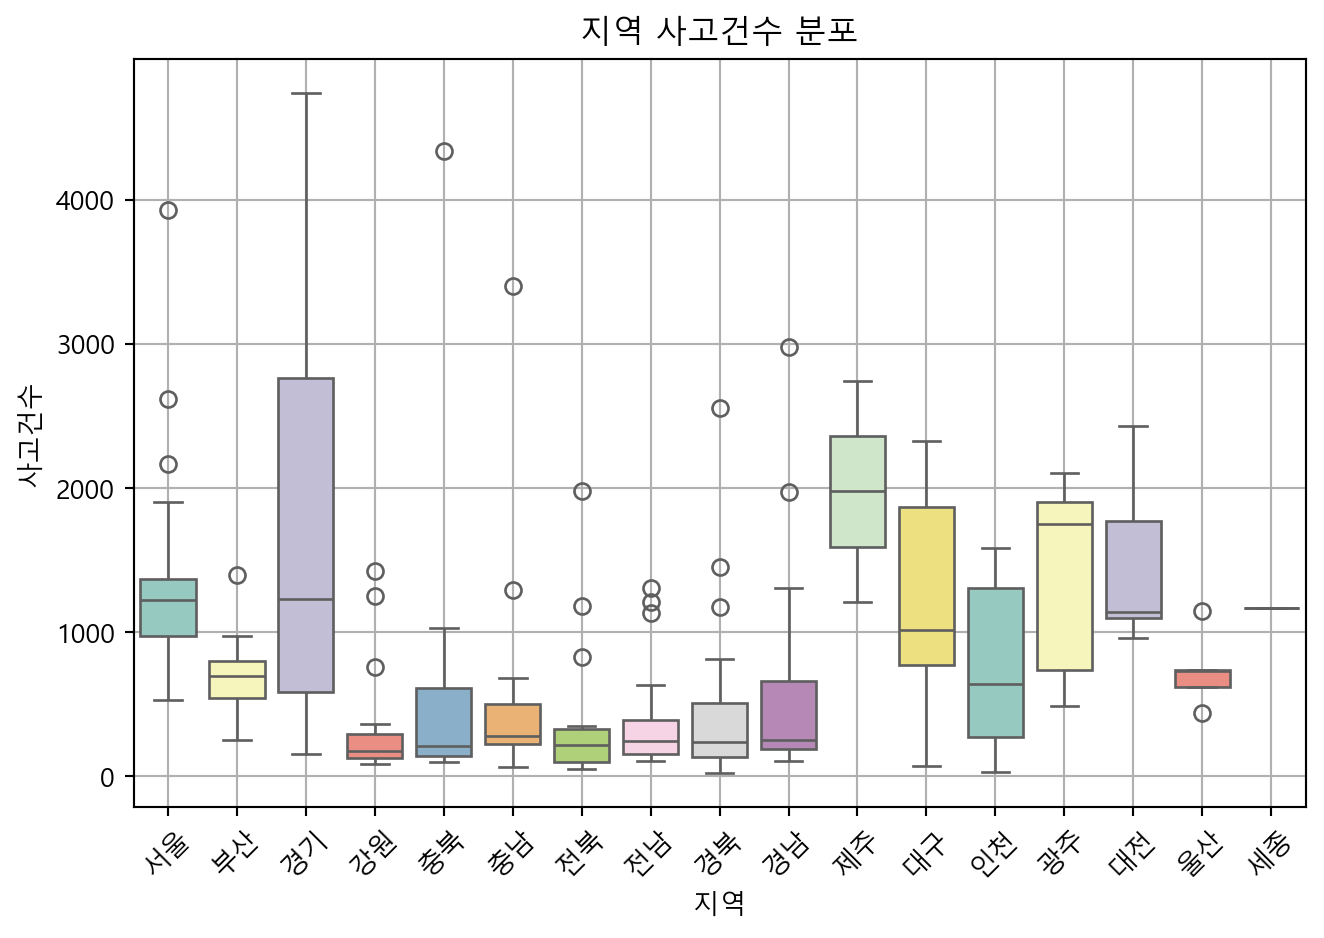 지역 사고건수 분포
사고건수
4000
3000
2000
1000
0
서울
부산
경기
강원
충북
충남
전북
전남
경북
경남
제주
대구
인천
광주
대전
울산
세종
지역